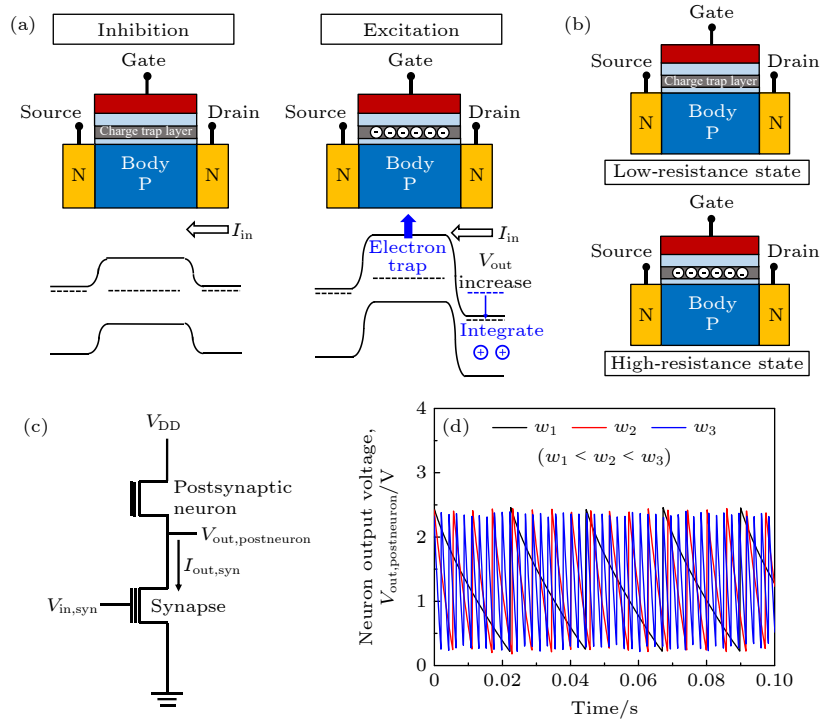 (a)
Inhibition
Gate
Source
Drain
Charge trap layer
N
Body
P
N
I_in
Excitation
Gate
Source
Drain
N
Body
P
N
Electron
trap
I_in
V_out
increase
Integrate
(b)
Gate
Source
Drain
Charge trap layer
N
Body
P
N
Low-resistance state
Gate
Source
Drain
N
Body
P
N
High-resistance state
(c)
V_DD
Postsynaptic
neuron
V_out,postneuron
I_out,syn
V_in,syn
Synapse
(d)
w_1 w_2 w_3
(w_1 < w_2 < w_3)
Neuron output voltage,
V_out,postneuron/V
4
3
2
1
0
0 0.02 0.04 0.06 0.08 0.10
Time/s